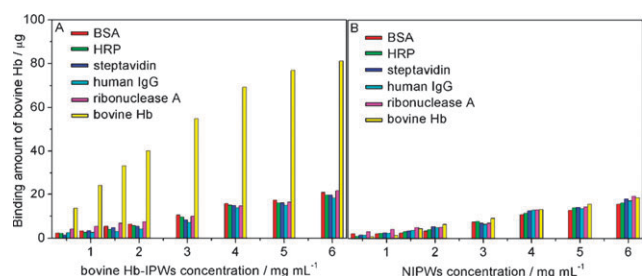 Binding amount of bovine Hb / μg
100
80
60
40
20
0
A
BSA
HRP
steptavidin
human IgG
ribonuclease A
bovine Hb
1 2 3 4 5 6
bovine Hb-IPWs concentration / mg mL⁻¹
B
BSA
HRP
steptavidin
human IgG
ribonuclease A
bovine Hb
1 2 3 4 5 6
NIPWs concentration / mg mL⁻¹